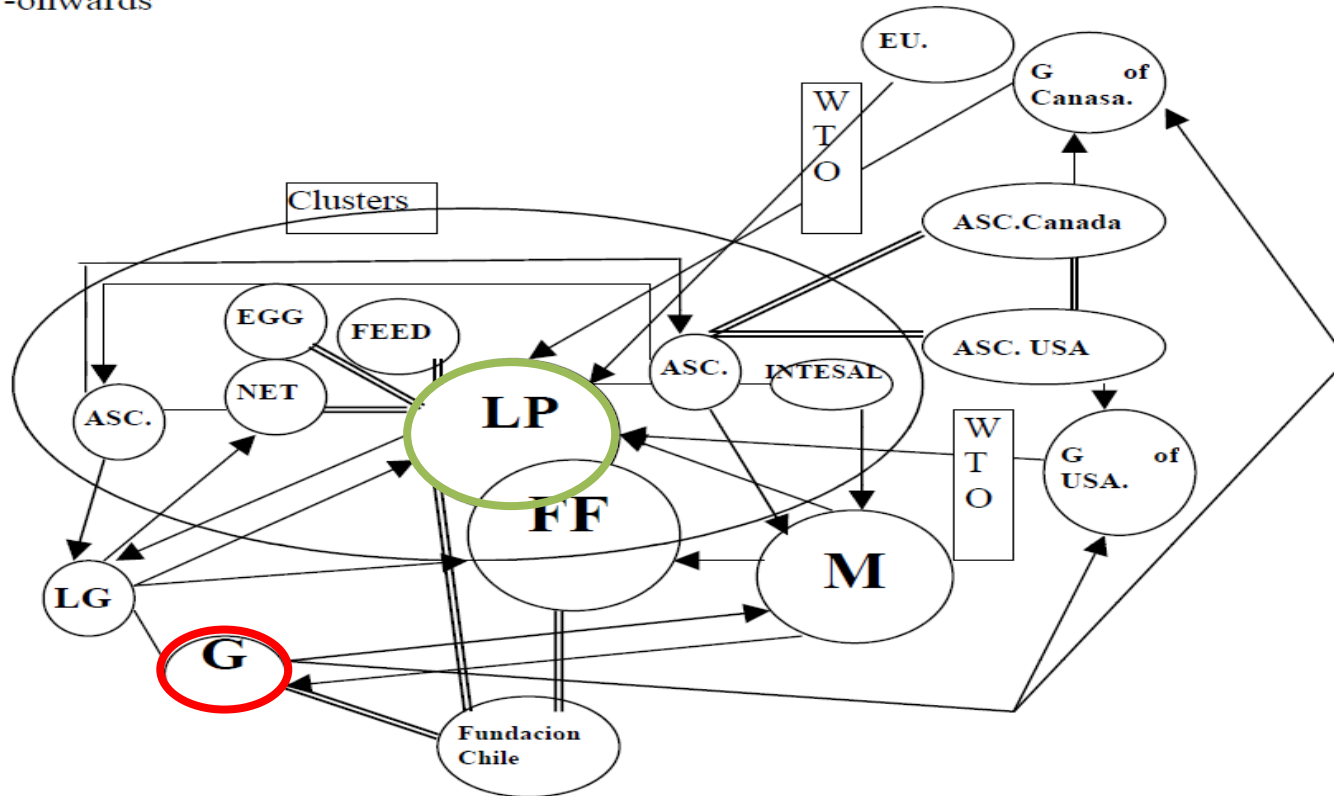 -onwards
EU.
G of
Canasa.
W
T
O
Clusters
ASC.Canada
EGG
FEED
ASC. USA
ASC.
INTESAL
NET
ASC.
LP
W
T
O
G of
USA.
FF
M
LG
G
Fundacion
Chile